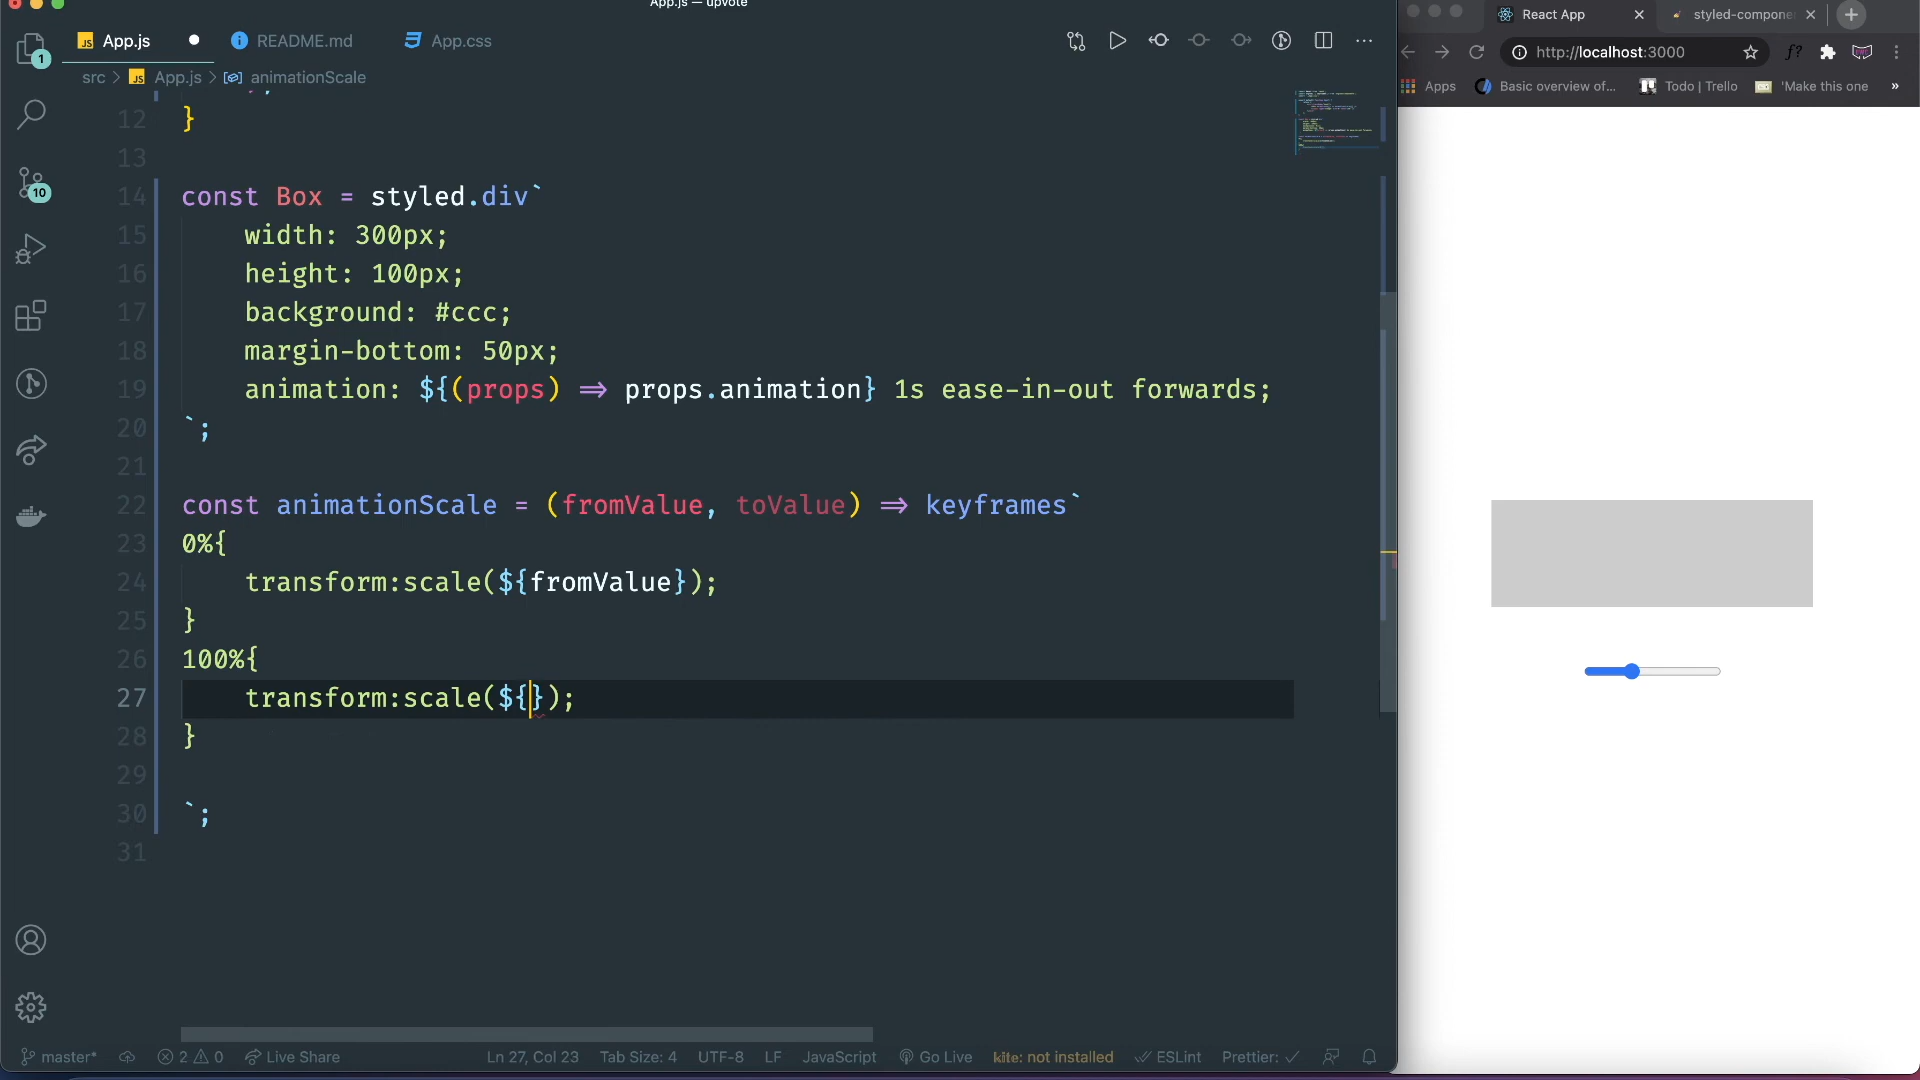 App.js — upvote
JS App.js
README.md
App.css
src > JS App.js > animationScale
1
10
12 }
13
14 const Box = styled.div`
15 width: 300px;
16 height: 100px;
17 background: #ccc;
18 margin-bottom: 50px;
19 animation: ${(props) => props.animation} 1s ease-in-out forwards;
20 `;
21
22 const animationScale = (fromValue, toValue) => keyframes`
23 0%{
24 transform:scale(${fromValue});
25 }
26 100%{
27 transform:scale(${});
28 }
29
30 `;
31
master* 2 0 Live Share Ln 27, Col 23 Tab Size: 4 UTF-8 LF JavaScript Go Live kite: not installed ESLint Prettier: ✓
React App
styled-compone
http://localhost:3000
f?
Apps Basic overview of... Todo | Trello 'Make this one »